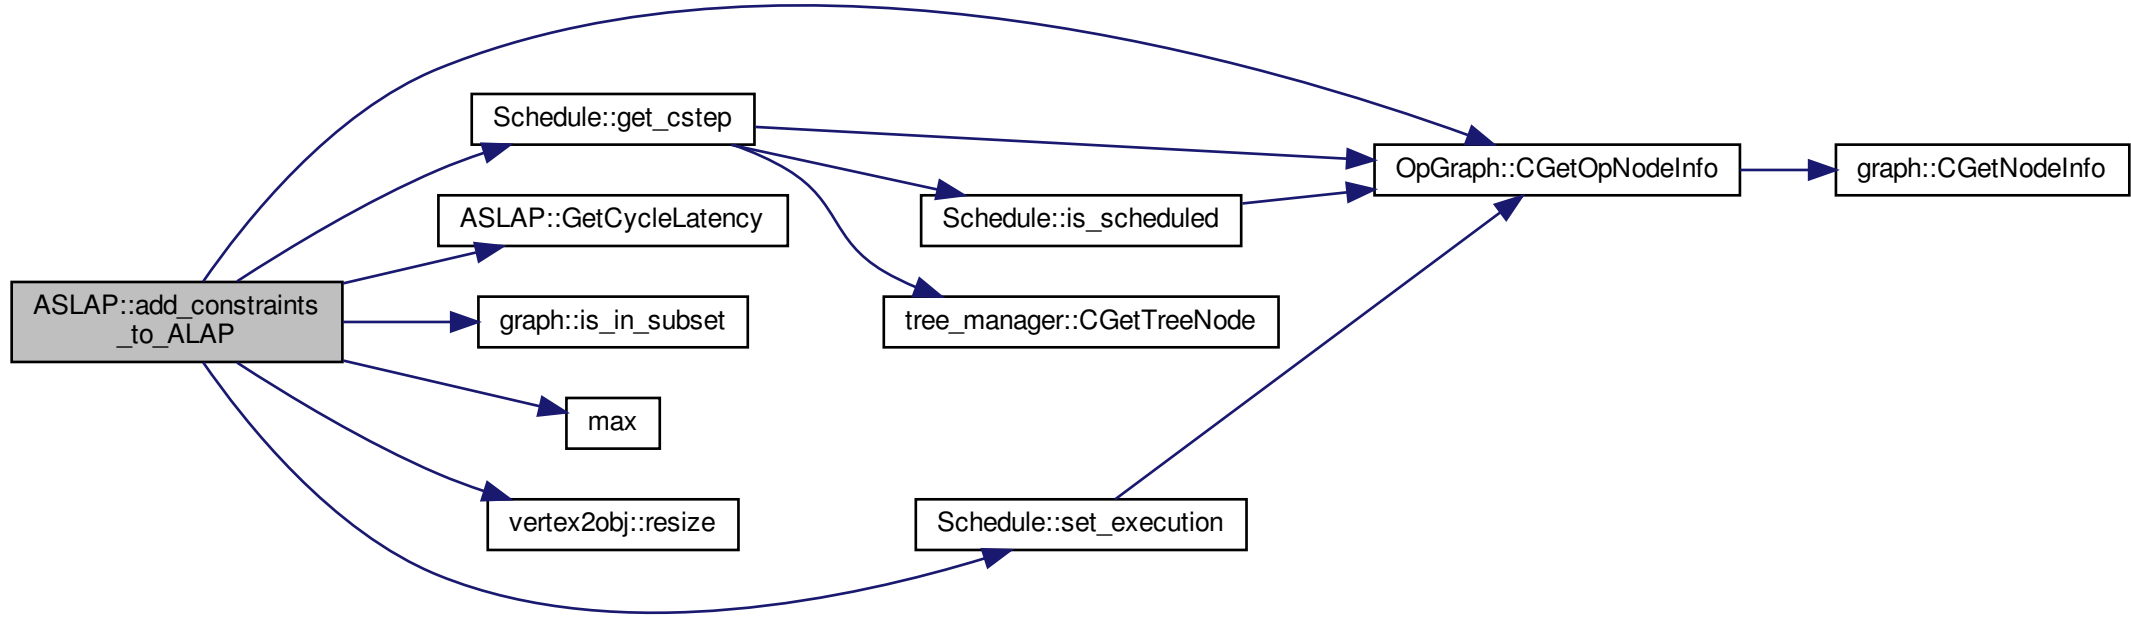 ASLAP::add_constraints
_to_ALAP
Schedule::get_cstep
ASLAP::GetCycleLatency
graph::is_in_subset
max
vertex2obj::resize
Schedule::is_scheduled
tree_manager::CGetTreeNode
Schedule::set_execution
OpGraph::CGetOpNodeInfo
graph::CGetNodeInfo